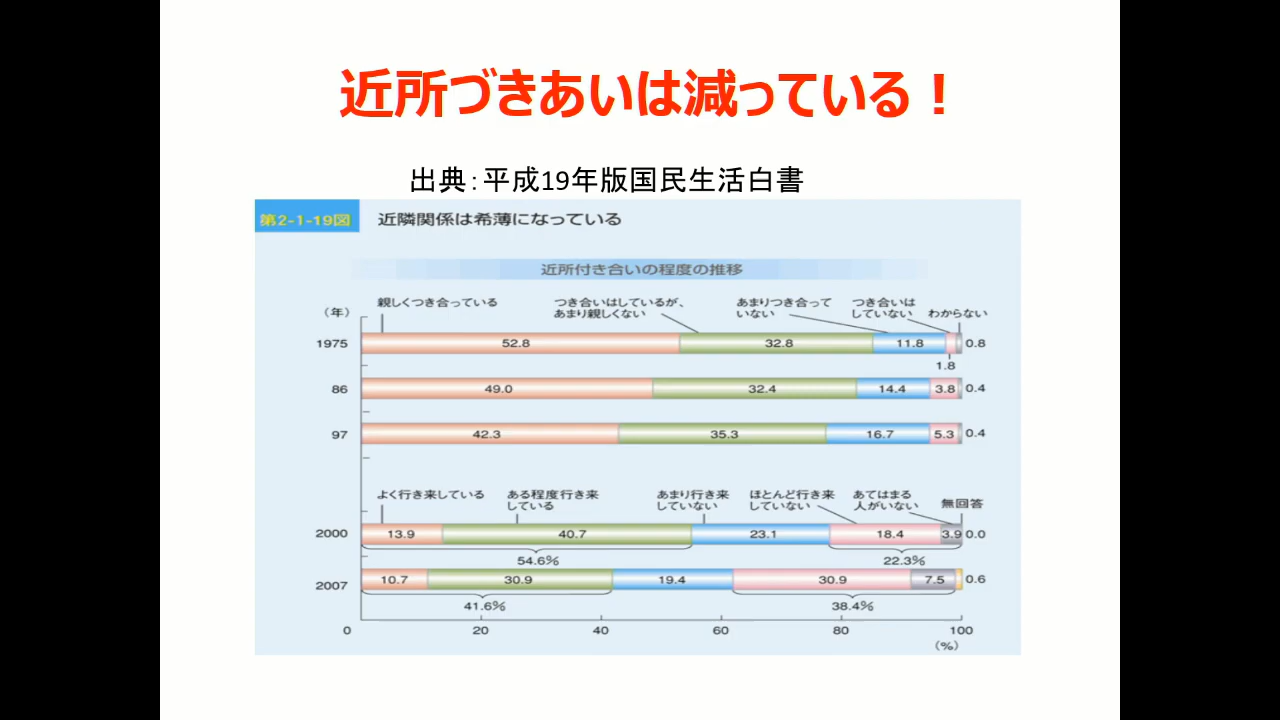 近所づきあいは減っている！
出典：平成19年版国民生活白書
第2-1-19図 近隣関係は希薄になっている
近所付き合いの程度の推移
（年）
親しくつき合っている
つき合いはしているが、
あまり親しくない
あまりつき合って
いない
つき合いは
していない
わからない
1975 52.8 32.8 11.8 1.8 0.8
86 49.0 32.4 14.4 3.8 0.4
97 42.3 35.3 16.7 5.3 0.4
よく行き来している
ある程度行き来
している
あまり行き来
していない
ほとんど行き来
していない
あてはまる
人がいない
無回答
2000 13.9 40.7 23.1 18.4 3.9 0.0
54.6% 22.3%
2007 10.7 30.9 19.4 30.9 7.5 0.6
41.6% 38.4%
0 20 40 60 80 100
（%）